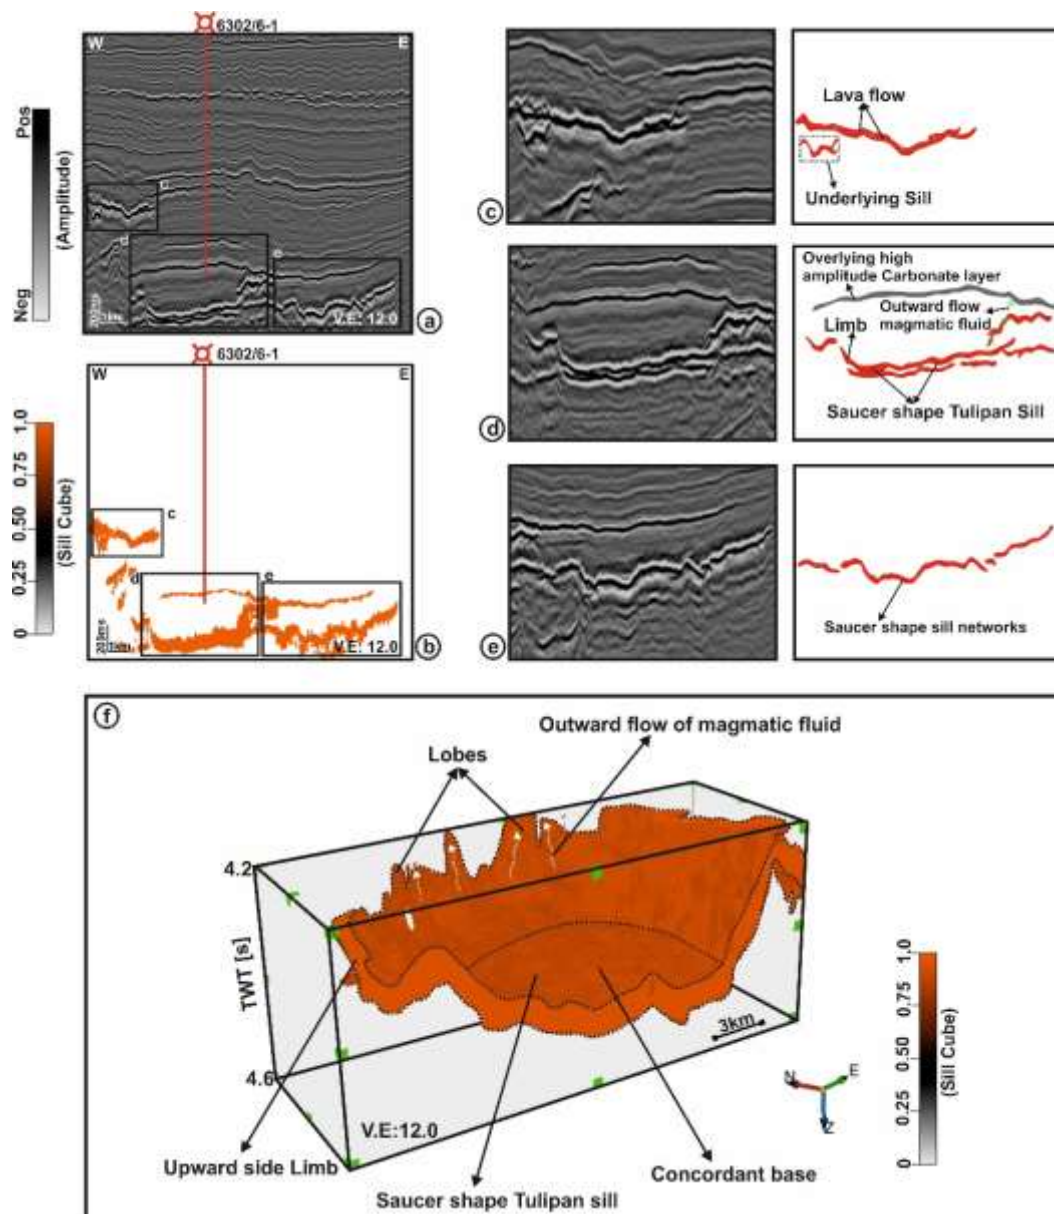 6302/6-1
W
E
Pos
(Amplitude)
Neg
c
d
e
V.E: 12.0
a
6302/6-1
W
E
1.0
0.75
0.50
0.25
0
(Sill Cube)
c
d
e
V.E: 12.0
b
c
Lava flow
Underlying Sill
d
Overlying high
amplitude Carbonate layer
Outward flow
magmatic fluid
Limb
Saucer shape Tulipan Sill
e
Saucer shape sill networks
f
Outward flow of magmatic fluid
Lobes
4.2
TWT [s]
4.6
3km
V.E:12.0
N
E
Z
1.0
0.75
0.50
0.25
0
(Sill Cube)
Upward side Limb
Saucer shape Tulipan sill
Concordant base